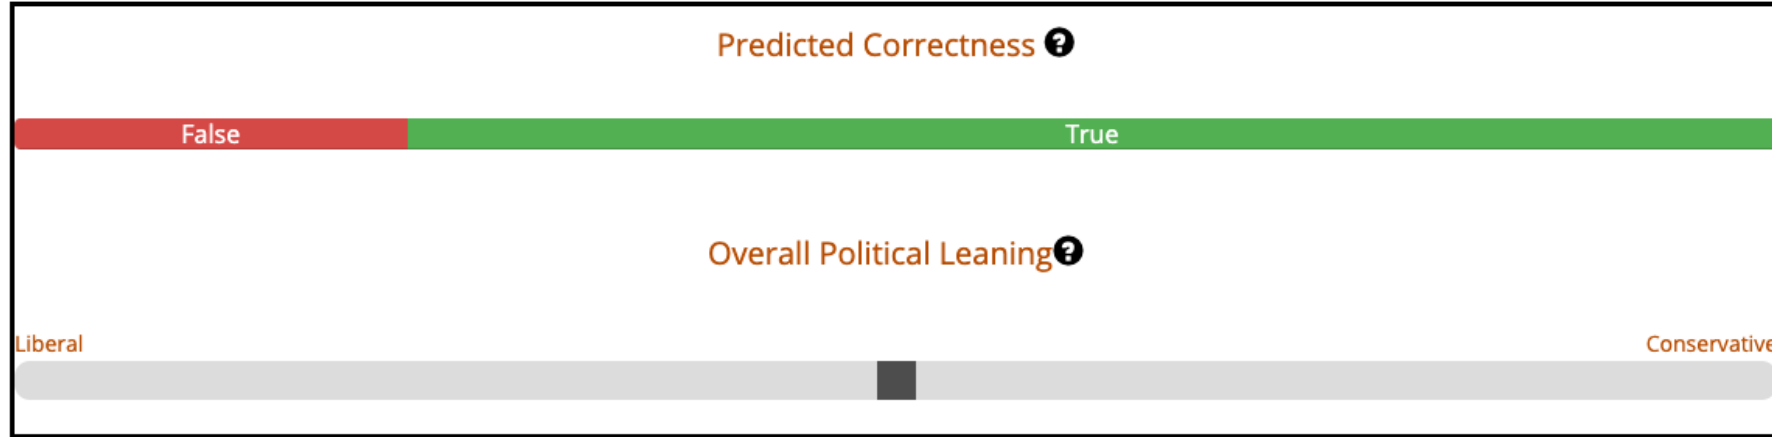 Predicted Correctness ?
False True
Overall Political Leaning ?
Liberal Conservative